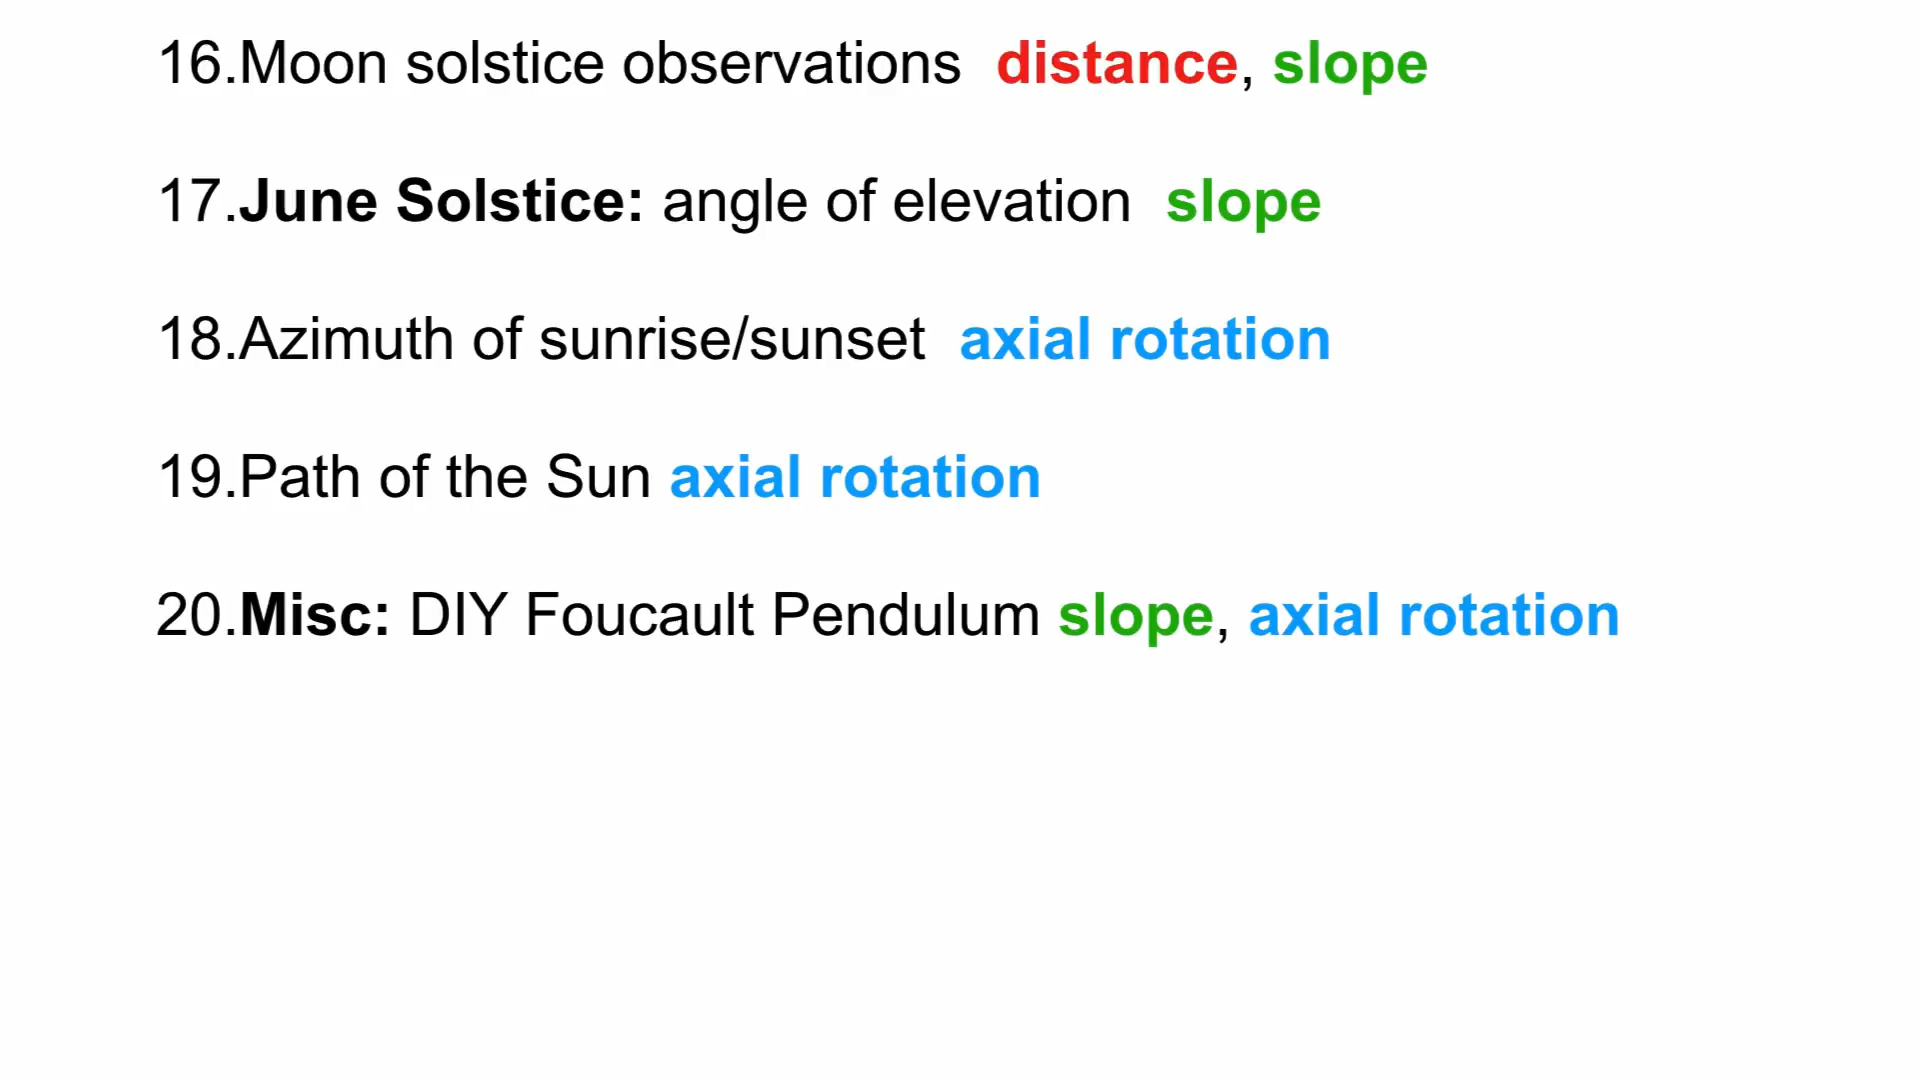 16.Moon solstice observations distance, slope
17.June Solstice: angle of elevation slope
18.Azimuth of sunrise/sunset axial rotation
19.Path of the Sun axial rotation
20.Misc: DIY Foucault Pendulum slope, axial rotation